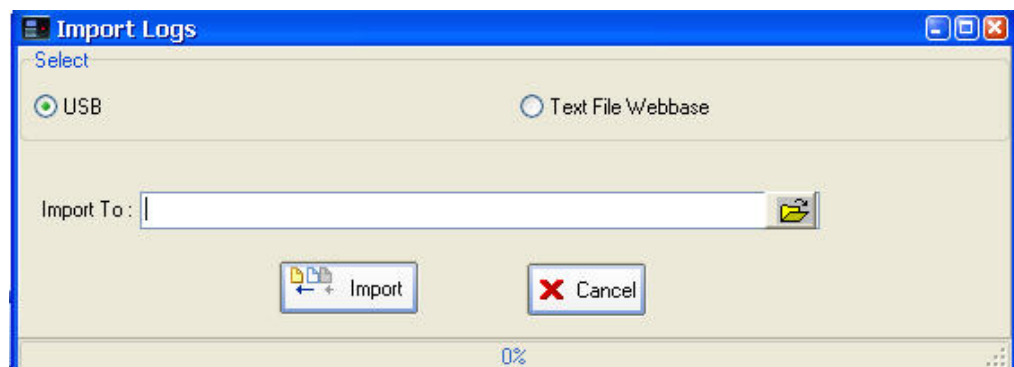 Import Logs
Select
USB
Text File Webbase
Import To :
Import
Cancel
0%